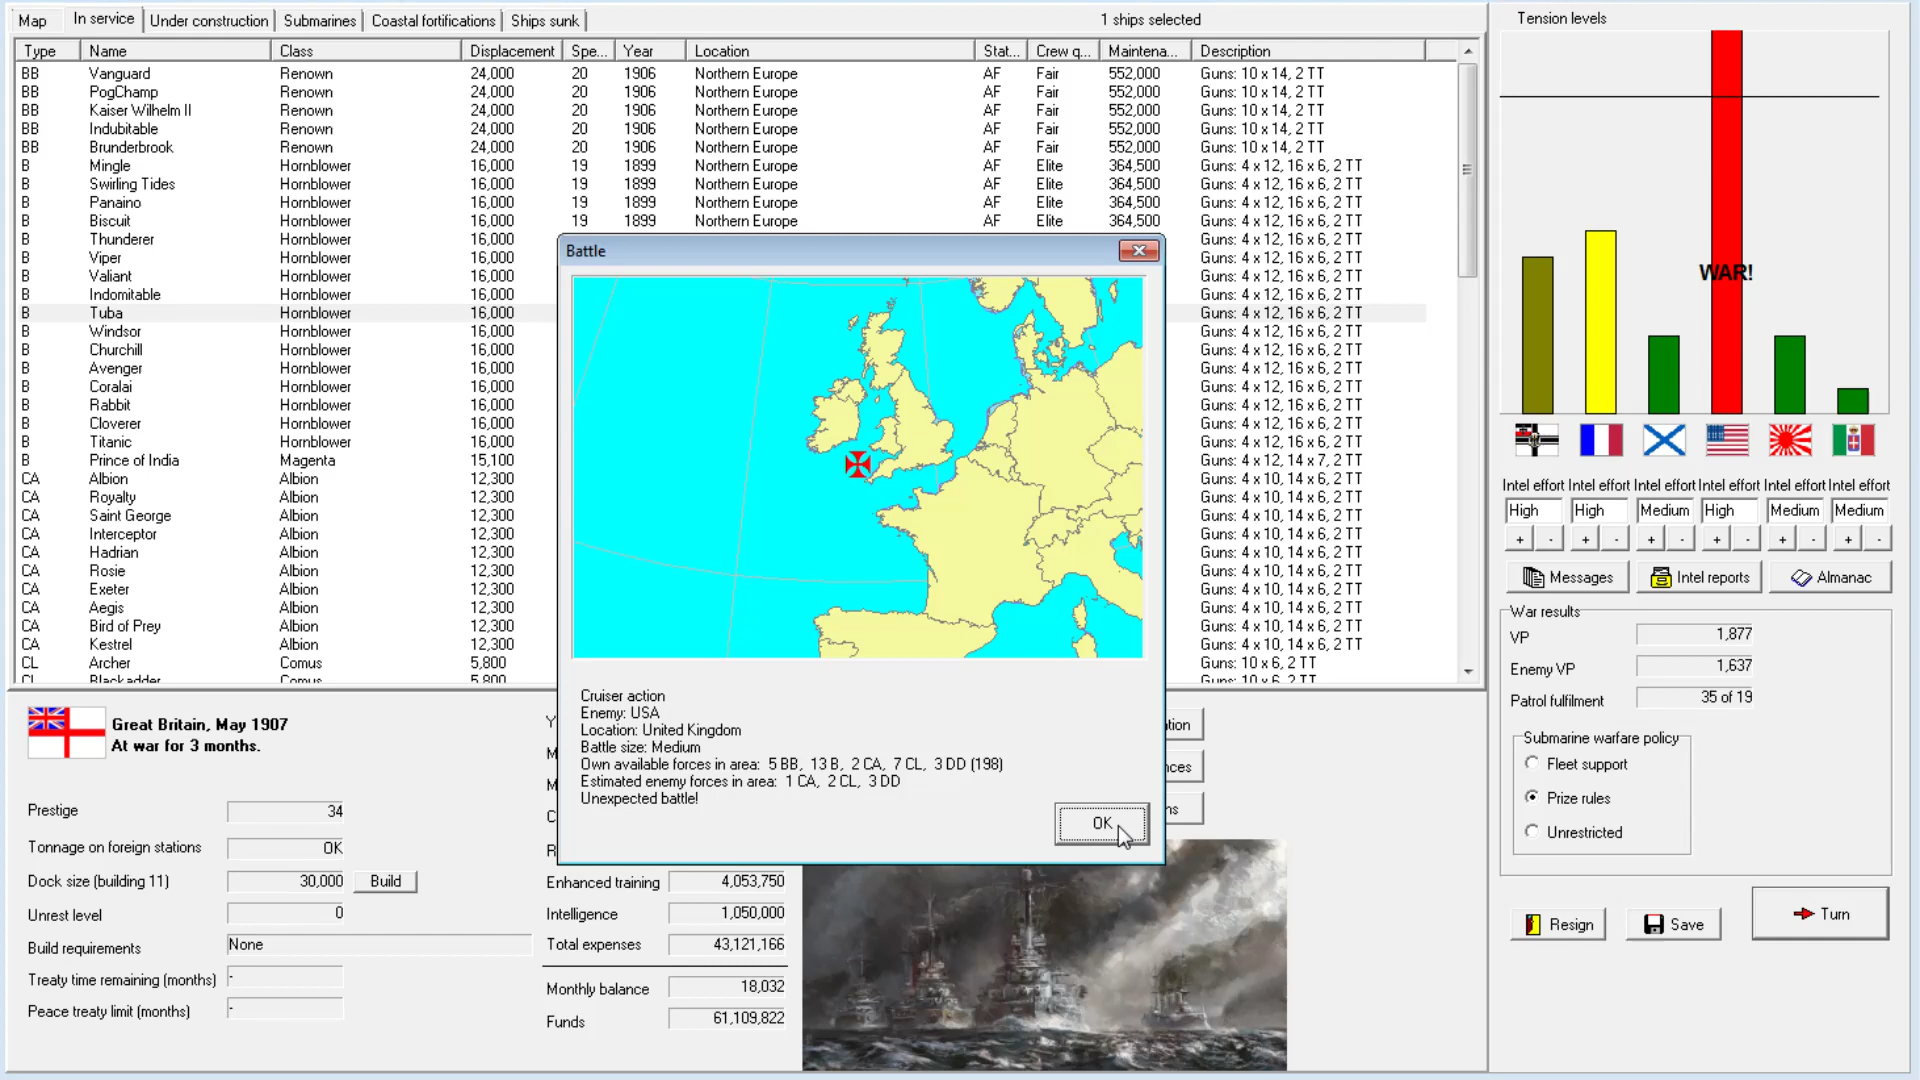 Map In service Under construction Submarines Coastal fortifications Ships sunk 1 ships selected
Type Name Class Displacement Spe... Year Location Stat... Crew q... Maintena... Description
BB Vanguard Renown 24,000 20 1906 Northern Europe AF Fair 552,000 Guns: 10 x 14, 2 TT
BB PogChamp Renown 24,000 20 1906 Northern Europe AF Fair 552,000 Guns: 10 x 14, 2 TT
BB Kaiser Wilhelm II Renown 24,000 20 1906 Northern Europe AF Fair 552,000 Guns: 10 x 14, 2 TT
BB Indubitable Renown 24,000 20 1906 Northern Europe AF Fair 552,000 Guns: 10 x 14, 2 TT
BB Brunderbrook Renown 24,000 20 1906 Northern Europe AF Fair 552,000 Guns: 10 x 14, 2 TT
B Mingle Hornblower 16,000 19 1899 Northern Europe AF Elite 364,500 Guns: 4 x 12, 16 x 6, 2 TT
B Swirling Tides Hornblower 16,000 19 1899 Northern Europe AF Elite 364,500 Guns: 4 x 12, 16 x 6, 2 TT
B Panaino Hornblower 16,000 19 1899 Northern Europe AF Elite 364,500 Guns: 4 x 12, 16 x 6, 2 TT
B Biscuit Hornblower 16,000 19 1899 Northern Europe AF Elite 364,500 Guns: 4 x 12, 16 x 6, 2 TT
B Thunderer Hornblower 16,000 Guns: 4 x 12, 16 x 6, 2 TT
B Viper Hornblower 16,000 Guns: 4 x 12, 16 x 6, 2 TT
B Valiant Hornblower 16,000 Guns: 4 x 12, 16 x 6, 2 TT
B Indomitable Hornblower 16,000 Guns: 4 x 12, 16 x 6, 2 TT
B Tuba Hornblower 16,000 Guns: 4 x 12, 16 x 6, 2 TT
B Windsor Hornblower 16,000 Guns: 4 x 12, 16 x 6, 2 TT
B Churchill Hornblower 16,000 Guns: 4 x 12, 16 x 6, 2 TT
B Avenger Hornblower 16,000 Guns: 4 x 12, 16 x 6, 2 TT
B Coralai Hornblower 16,000 Guns: 4 x 12, 16 x 6, 2 TT
B Rabbit Hornblower 16,000 Guns: 4 x 12, 16 x 6, 2 TT
B Cloverer Hornblower 16,000 Guns: 4 x 12, 16 x 6, 2 TT
B Titanic Hornblower 16,000 Guns: 4 x 12, 16 x 6, 2 TT
B Prince of India Magenta 15,100 Guns: 4 x 12, 14 x 7, 2 TT
CA Albion Albion 12,300 Guns: 4 x 10, 14 x 6, 2 TT
CA Royalty Albion 12,300 Guns: 4 x 10, 14 x 6, 2 TT
CA Saint George Albion 12,300 Guns: 4 x 10, 14 x 6, 2 TT
CA Interceptor Albion 12,300 Guns: 4 x 10, 14 x 6, 2 TT
CA Hadrian Albion 12,300 Guns: 4 x 10, 14 x 6, 2 TT
CA Rosie Albion 12,300 Guns: 4 x 10, 14 x 6, 2 TT
CA Exeter Albion 12,300 Guns: 4 x 10, 14 x 6, 2 TT
CA Aegis Albion 12,300 Guns: 4 x 10, 14 x 6, 2 TT
CA Bird of Prey Albion 12,300 Guns: 4 x 10, 14 x 6, 2 TT
CA Kestrel Albion 12,300 Guns: 4 x 10, 14 x 6, 2 TT
CL Archer Comus 5,800 Guns: 10 x 6, 2 TT
CL Blackadder Comus 5,800 Guns: 10 x 6, 2 TT
Battle
Cruiser action
Enemy: USA
Location: United Kingdom
Battle size: Medium
Own available forces in area: 5 BB, 13 B, 2 CA, 7 CL, 3 DD (198)
Estimated enemy forces in area: 1 CA, 2 CL, 3 DD
Unexpected battle!
OK
Great Britain, May 1907
At war for 3 months.
Prestige 34
Tonnage on foreign stations OK
Dock size (building 11) 30,000 Build
Unrest level 0
Build requirements None
Treaty time remaining (months) -
Peace treaty limit (months) -
Enhanced training 4,053,750
Intelligence 1,050,000
Total expenses 43,121,166
Monthly balance 18,032
Funds 61,109,822
Tension levels
WAR!
Intel effort Intel effort Intel effort Intel effort Intel effort Intel effort
High High Medium High Medium Medium
+ - + - + - + - + - + -
Messages Intel reports Almanac
War results
VP 1,877
Enemy VP 1,637
Patrol fulfilment 35 of 19
Submarine warfare policy
Fleet support
Prize rules
Unrestricted
Resign Save Turn